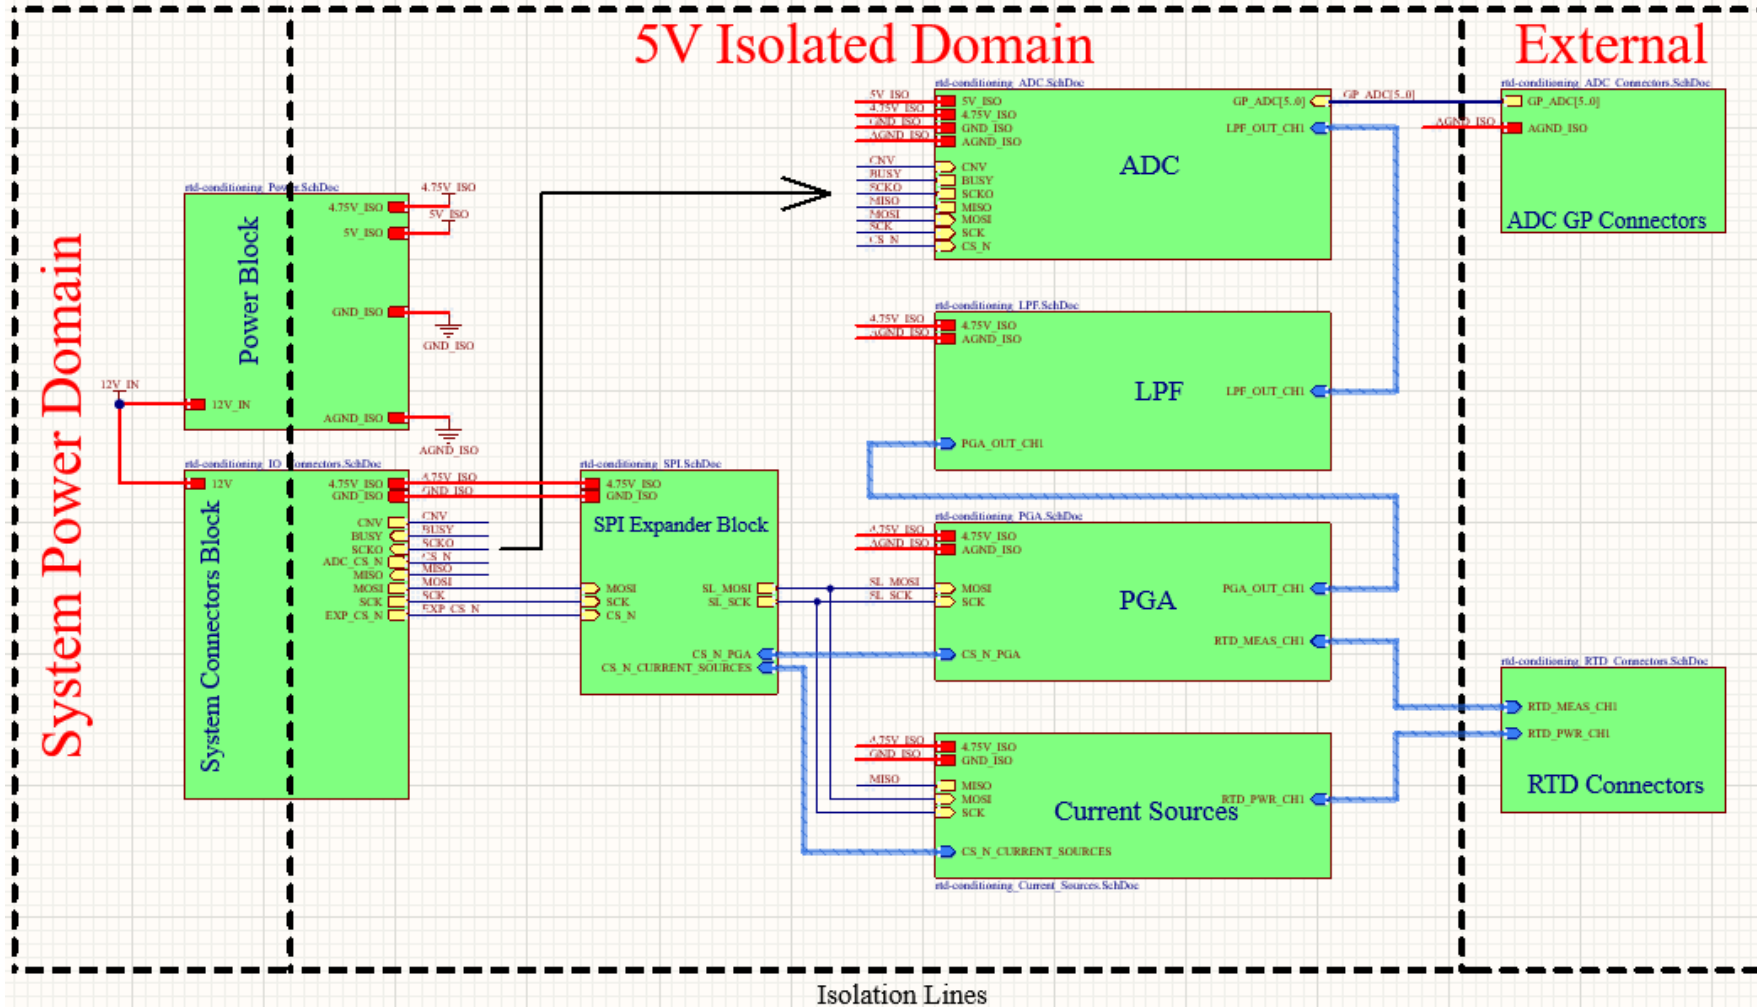 5V Isolated Domain
External
System Power Domain
rtd-conditioning_Power.SchDoc
Power Block
4.75V_ISO
5V_ISO
GND_ISO
AGND_ISO
12V_IN
4.75V_ISO
5V_ISO
GND_ISO
AGND_ISO
12V_IN
rtd-conditioning_IO_Connectors.SchDoc
System Connectors Block
12V
4.75V_ISO
GND_ISO
CNV
BUSY
SCKO
ADC_CS_N
MISO
MOSI
SCK
EXP_CS_N
4.75V_ISO
GND_ISO
CNV
BUSY
SCKO
CS_N
MISO
MOSI
SCK
EXP_CS_N
rtd-conditioning_SPI.SchDoc
4.75V_ISO
GND_ISO
SPI Expander Block
MOSI
SCK
CS_N
SL_MOSI
SL_SCK
CS_N_PGA
CS_N_CURRENT_SOURCES
rtd-conditioning_ADC.SchDoc
5V_ISO
4.75V_ISO
GND_ISO
AGND_ISO
CNV
BUSY
SCKO
MISO
MOSI
SCK
CS_N
5V_ISO
4.75V_ISO
GND_ISO
AGND_ISO
CNV
BUSY
SCKO
MISO
MOSI
SCK
CS_N
ADC
GP_ADC[5..0]
LPF_OUT_CH1
GP_ADC[5..0]
rtd-conditioning_LPF.SchDoc
4.75V_ISO
AGND_ISO
4.75V_ISO
AGND_ISO
LPF
LPF_OUT_CH1
PGA_OUT_CH1
rtd-conditioning_PGA.SchDoc
4.75V_ISO
AGND_ISO
4.75V_ISO
AGND_ISO
SL_MOSI
SL_SCK
MOSI
SCK
PGA
PGA_OUT_CH1
RTD_MEAS_CH1
CS_N_PGA
4.75V_ISO
GND_ISO
MISO
4.75V_ISO
GND_ISO
MISO
MOSI
SCK
Current Sources
RTD_PWR_CH1
CS_N_CURRENT_SOURCES
rtd-conditioning_Current_Sources.SchDoc
rtd-conditioning_ADC_Connectors.SchDoc
GP_ADC[5..0]
AGND_ISO
AGND_ISO
ADC GP Connectors
rtd-conditioning_RTD_Connectors.SchDoc
RTD_MEAS_CH1
RTD_PWR_CH1
RTD Connectors
Isolation Lines